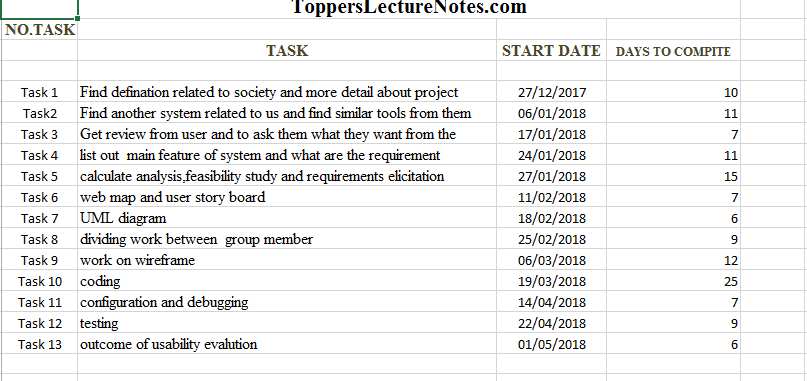 ToppersLectureNotes.com
NO.TASK
TASK START DATE DAYS TO COMPITE
Task 1 Find defination related to society and more detail about project 27/12/2017 10
Task2 Find another system related to us and find similar tools from them 06/01/2018 11
Task 3 Get review from user and to ask them what they want from the 17/01/2018 7
Task 4 list out main feature of system and what are the requirement 24/01/2018 11
Task 5 calculate analysis,feasibility study and requirements elicitation 27/01/2018 15
Task 6 web map and user story board 11/02/2018 7
Task 7 UML diagram 18/02/2018 6
Task 8 dividing work between group member 25/02/2018 9
Task 9 work on wireframe 06/03/2018 12
Task 10 coding 19/03/2018 25
Task 11 configuration and debugging 14/04/2018 7
Task 12 testing 22/04/2018 9
Task 13 outcome of usability evalution 01/05/2018 6